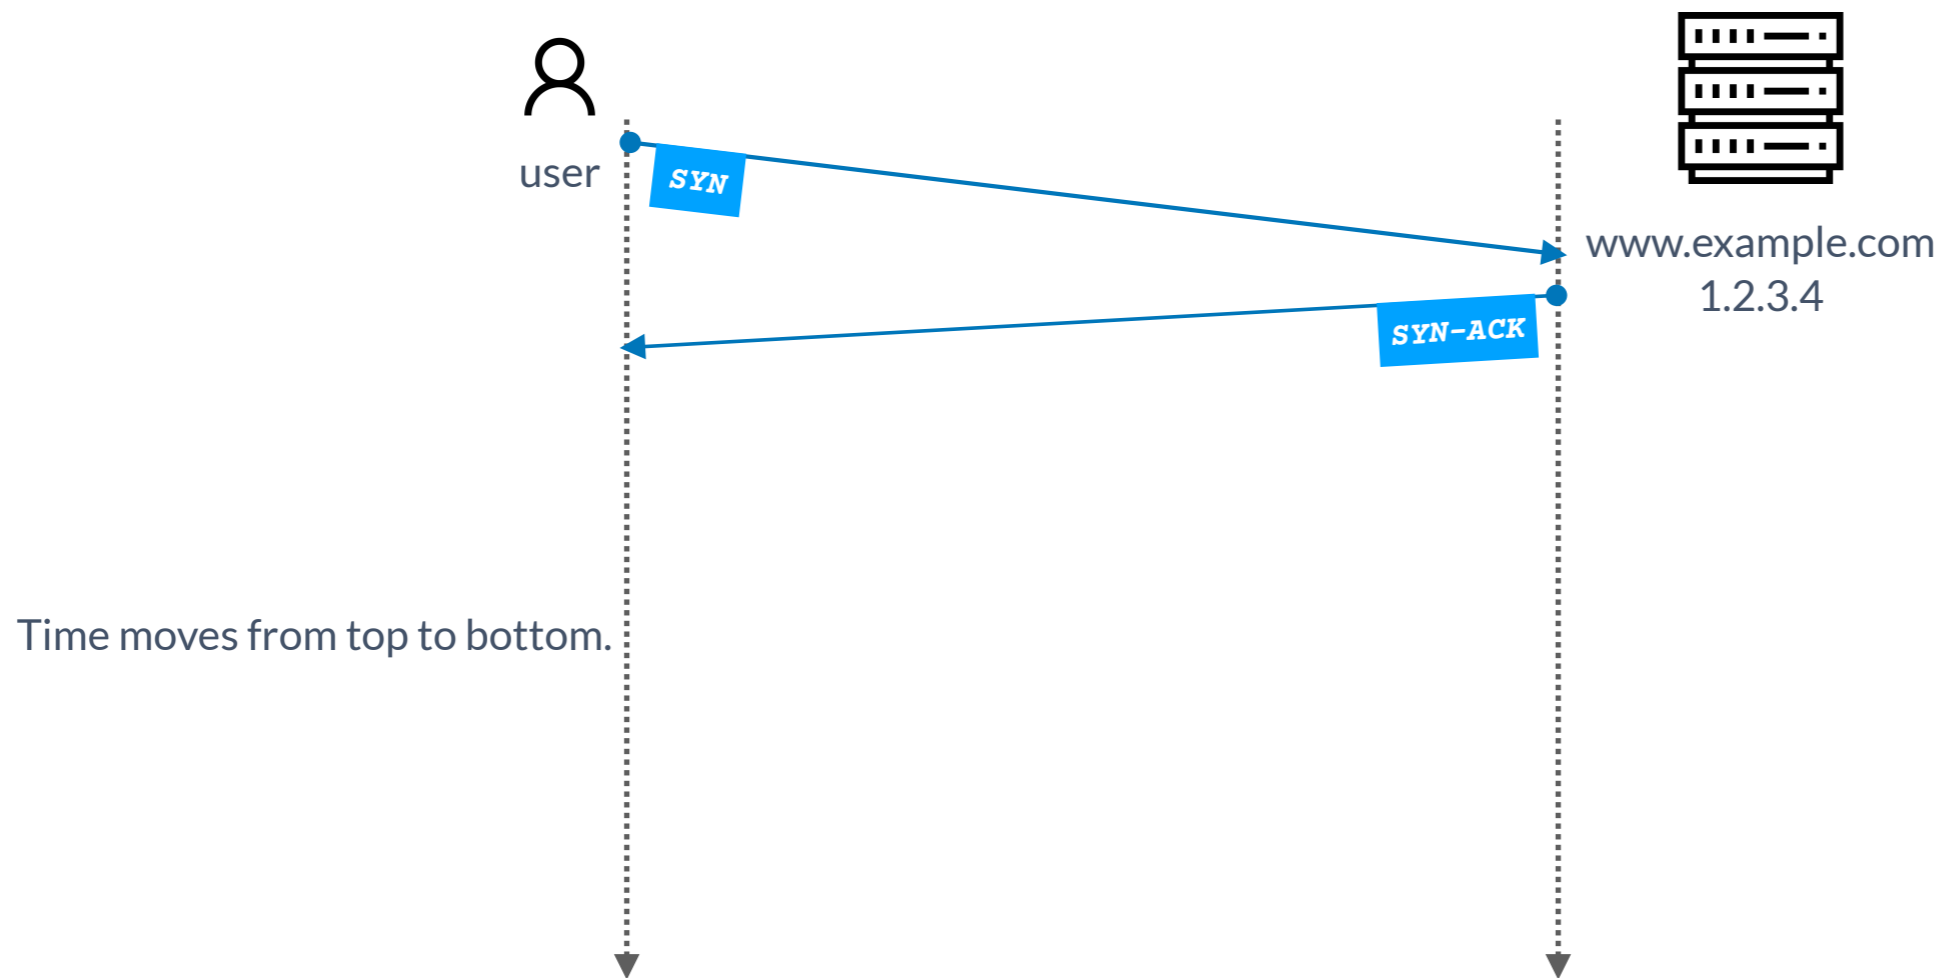 user
SYN
www.example.com
1.2.3.4
SYN-ACK
Time moves from top to bottom.